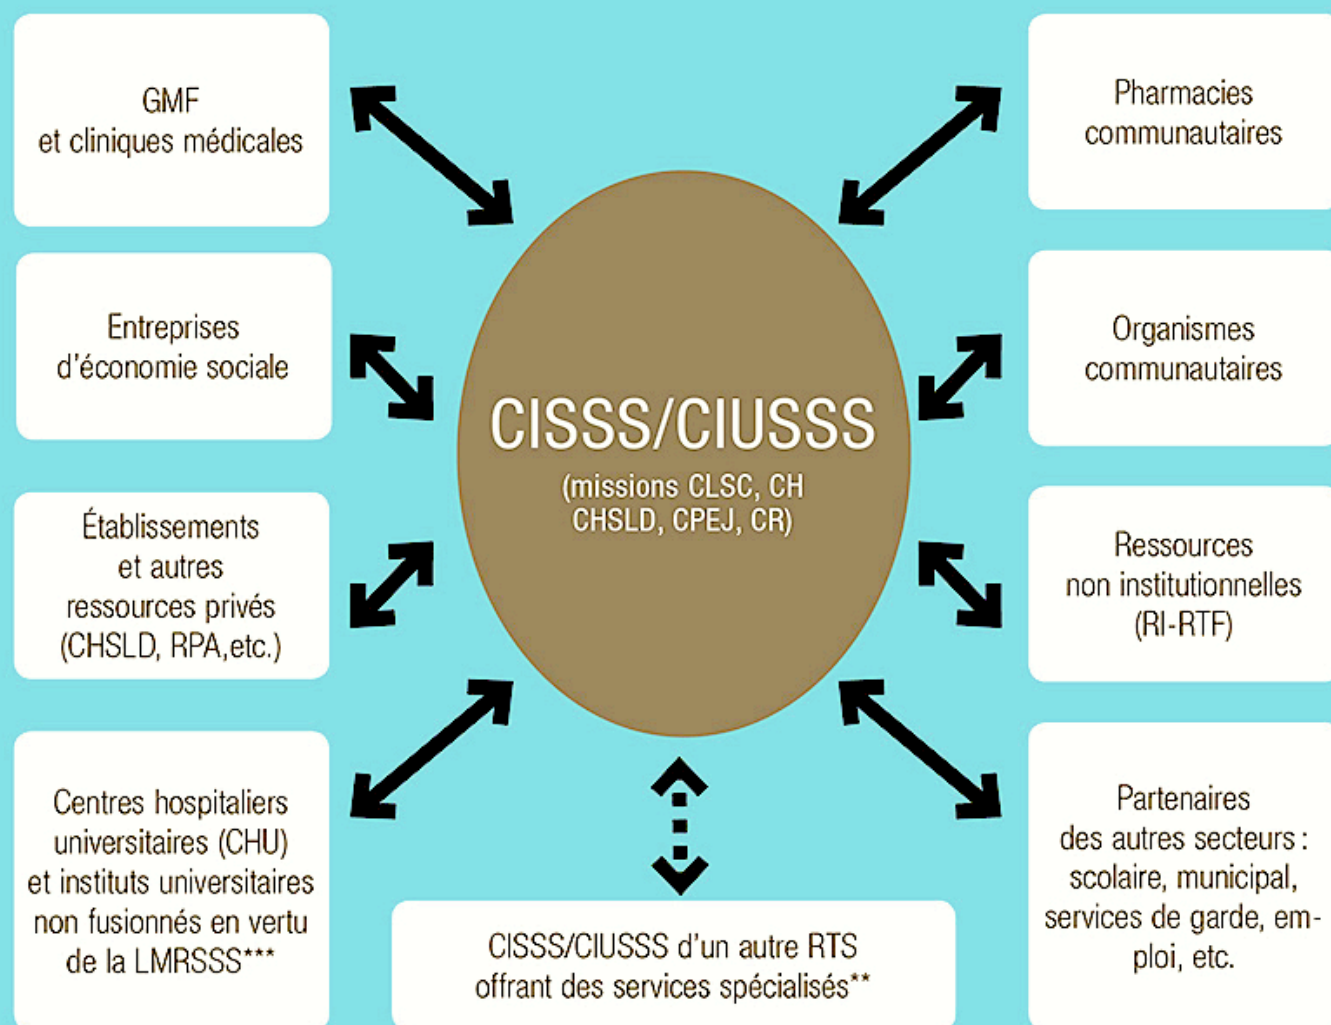 GMF
et cliniques médicales
Entreprises
d'économie sociale
Établissements
et autres
ressources privés
(CHSLD, RPA,etc.)
Centres hospitaliers
universitaires (CHU)
et instituts universitaires
non fusionnés en vertu
de la LMRSSS***
CISSS/CIUSSS
(missions CLSC, CH
CHSLD, CPEJ, CR)
CISSS/CIUSSS d'un autre RTS
offrant des services spécialisés**
Pharmacies
communautaires
Organismes
communautaires
Ressources
non institutionnelles
(RI-RTF)
Partenaires
des autres secteurs :
scolaire, municipal,
services de garde, em-
ploi, etc.